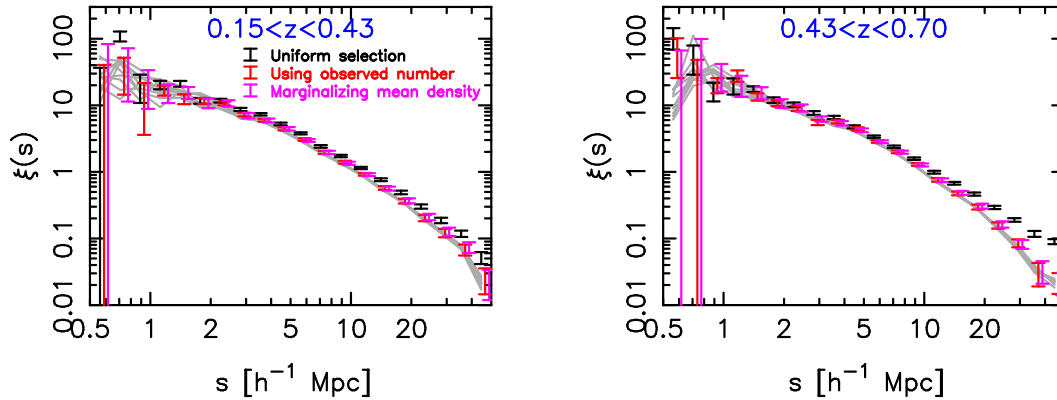 0.15<z<0.43
Uniform selection
Using observed number
Marginalizing mean density
ξ(s)
100
10
1
0.1
0.01
0.5 1 2 5 10 20
s [h⁻¹ Mpc]
0.43<z<0.70
ξ(s)
100
10
1
0.1
0.01
0.5 1 2 5 10 20
s [h⁻¹ Mpc]